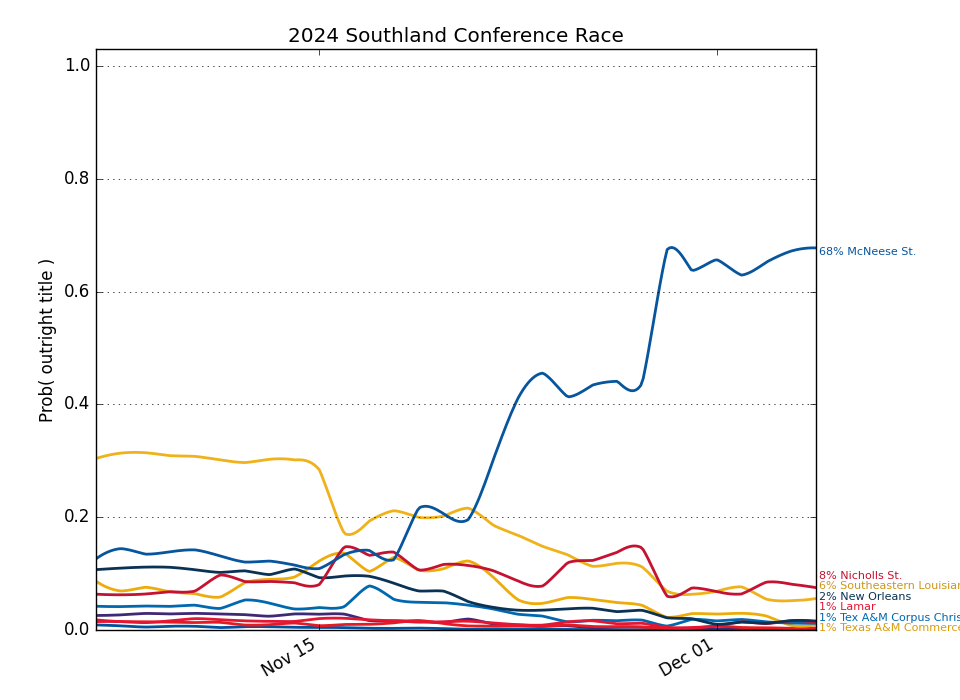 2024 Southland Conference Race
Prob( outright title )
1.0
0.8
0.6
0.4
0.2
0.0
Nov 15
Dec 01
68% McNeese St.
8% Nicholls St.
6% Southeastern Louisian
2% New Orleans
1% Lamar
1% Tex A&M Corpus Chris
1% Texas A&M Commerce